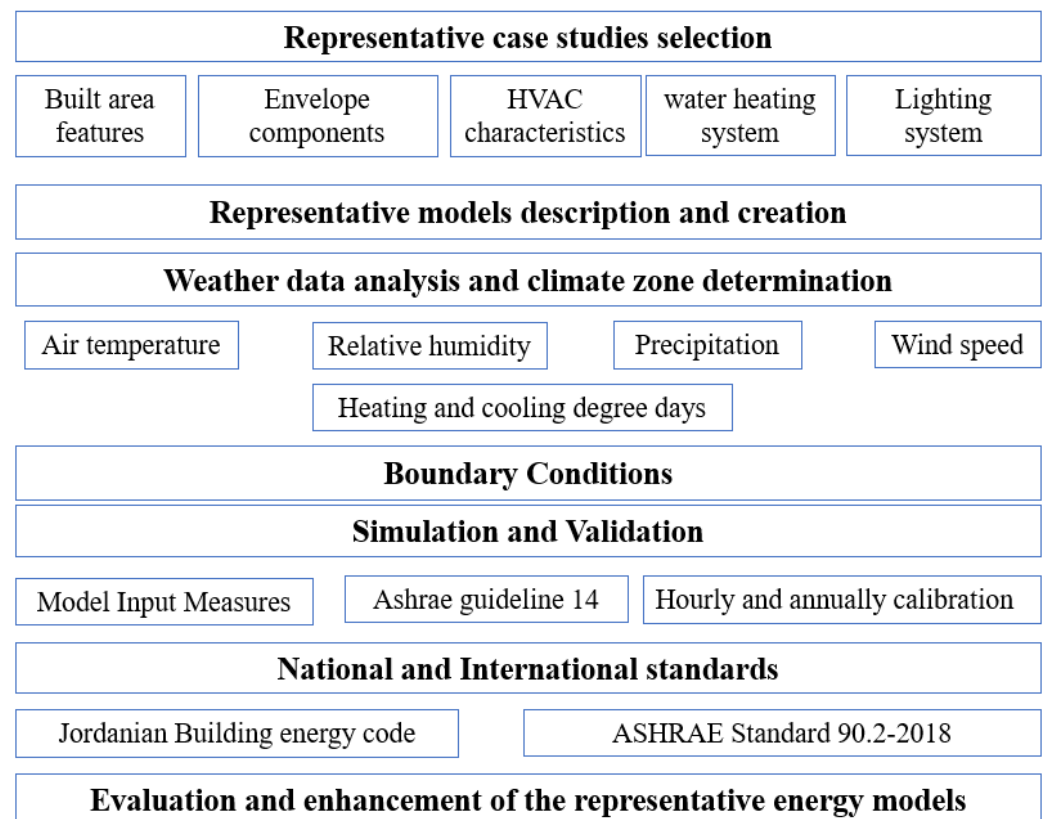 Representative case studies selection
Built area
features
Envelope
components
HVAC
characteristics
water heating
system
Lighting
system
Representative models description and creation
Weather data analysis and climate zone determination
Air temperature
Relative humidity
Precipitation
Wind speed
Heating and cooling degree days
Boundary Conditions
Simulation and Validation
Model Input Measures
Ashrae guideline 14
Hourly and annually calibration
National and International standards
Jordanian Building energy code
ASHRAE Standard 90.2-2018
Evaluation and enhancement of the representative energy models